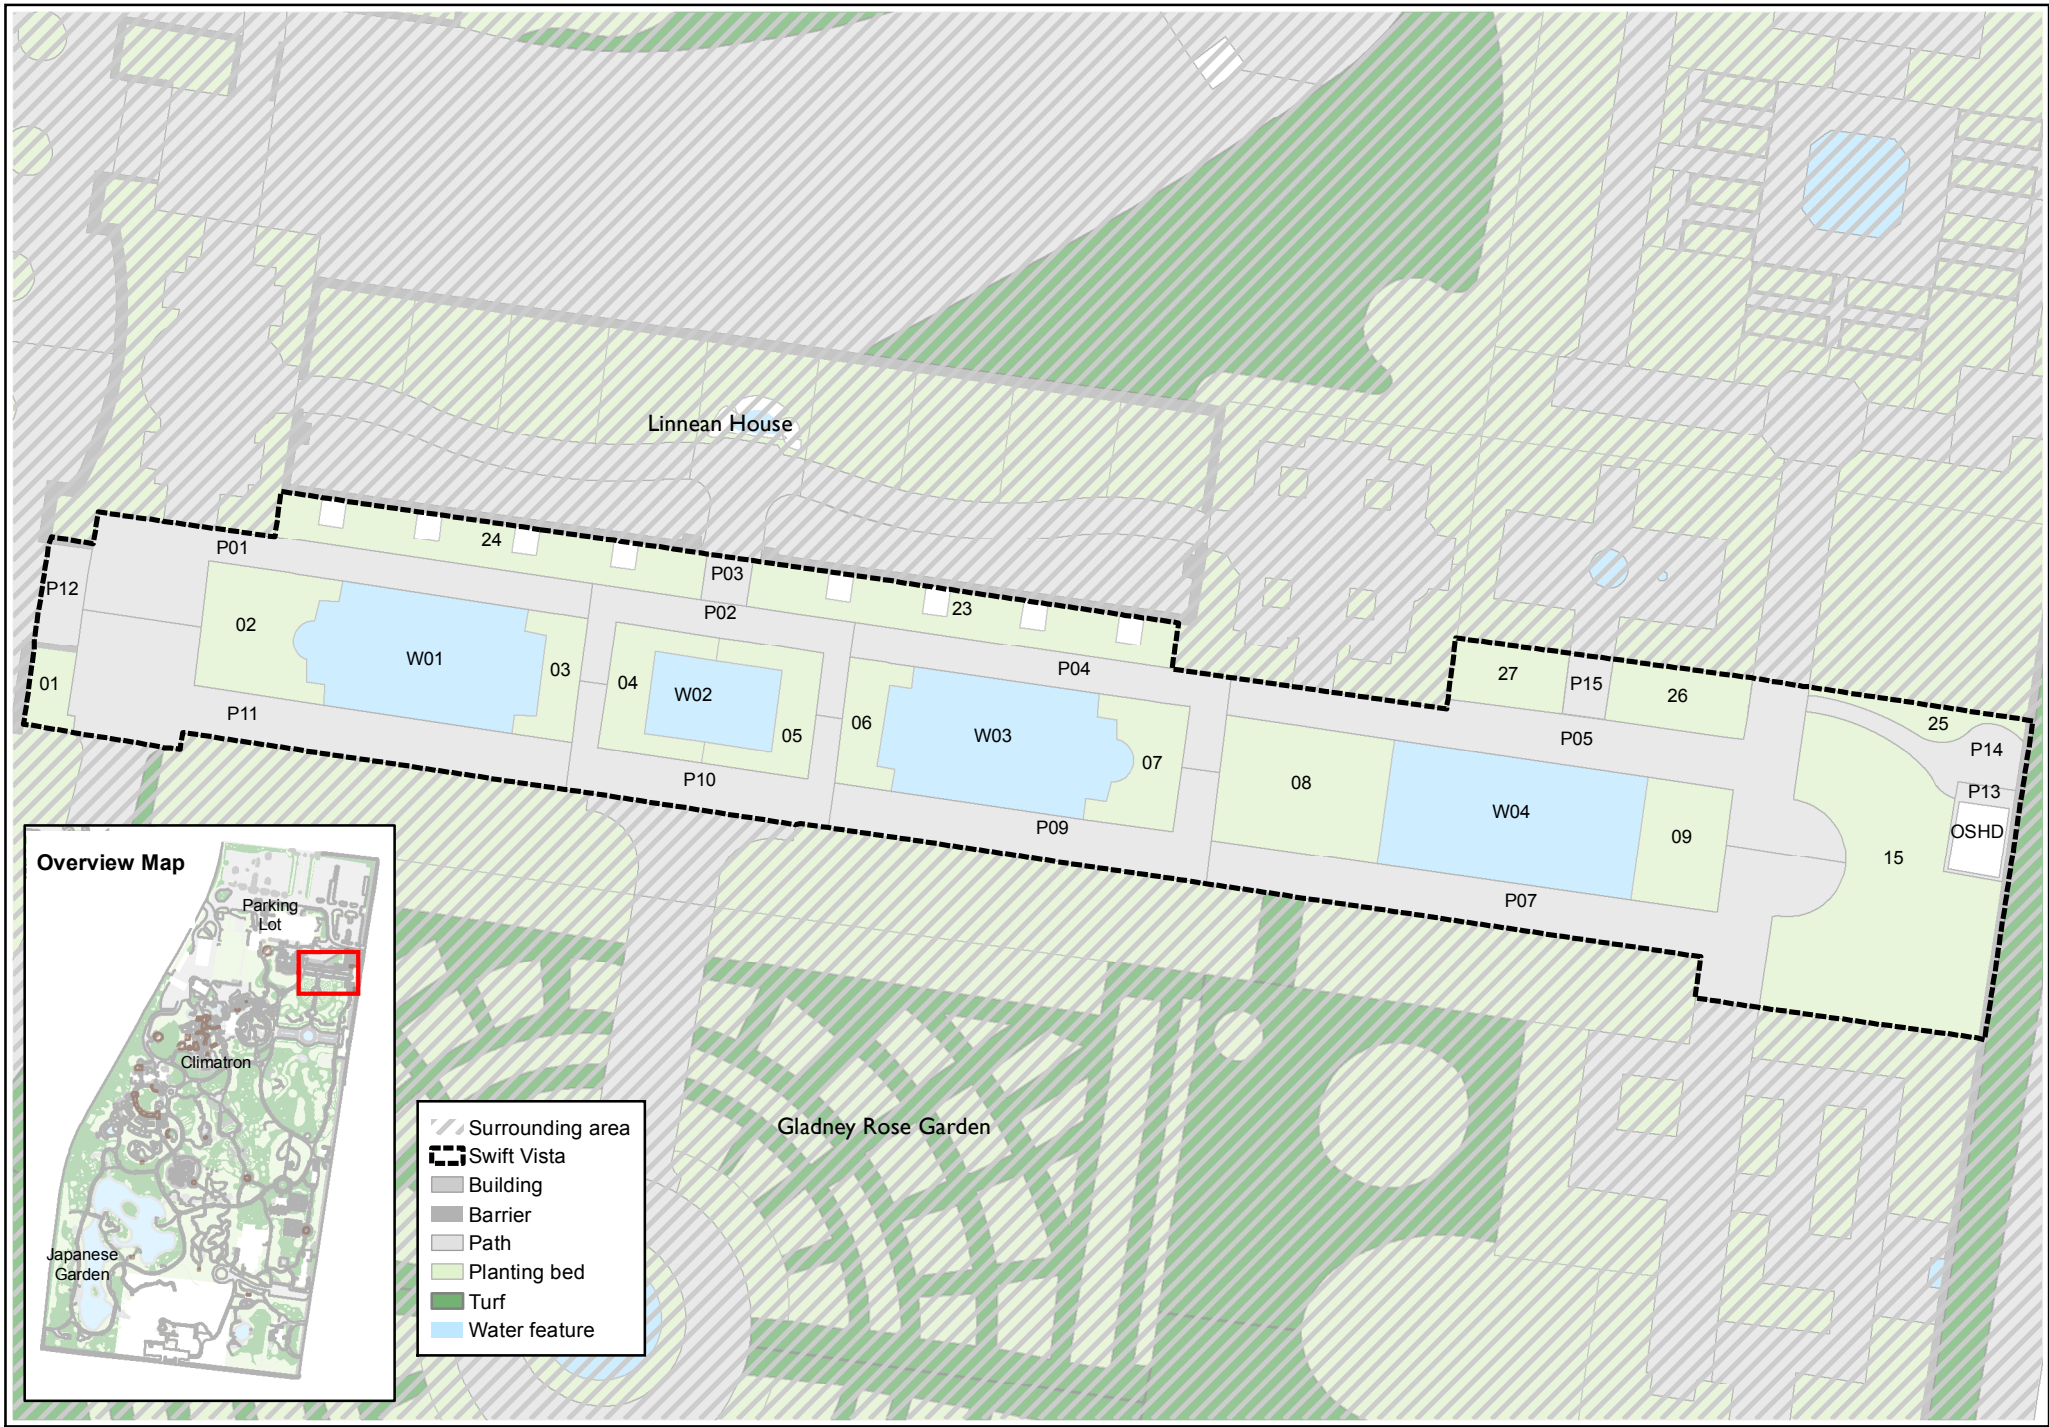 Linnean House
24
P01
P03
P12
P02
23
02
W01
03
04
W02
P04
27
P15
26
01
P11
06
W03
05
07
P05
25
P14
P10
08
W04
P13
09
OSHD
P09
15
P07
Overview Map
Parking
Lot
Climatron
Japanese
Garden
Gladney Rose Garden
Surrounding area
Swift Vista
Building
Barrier
Path
Planting bed
Turf
Water feature